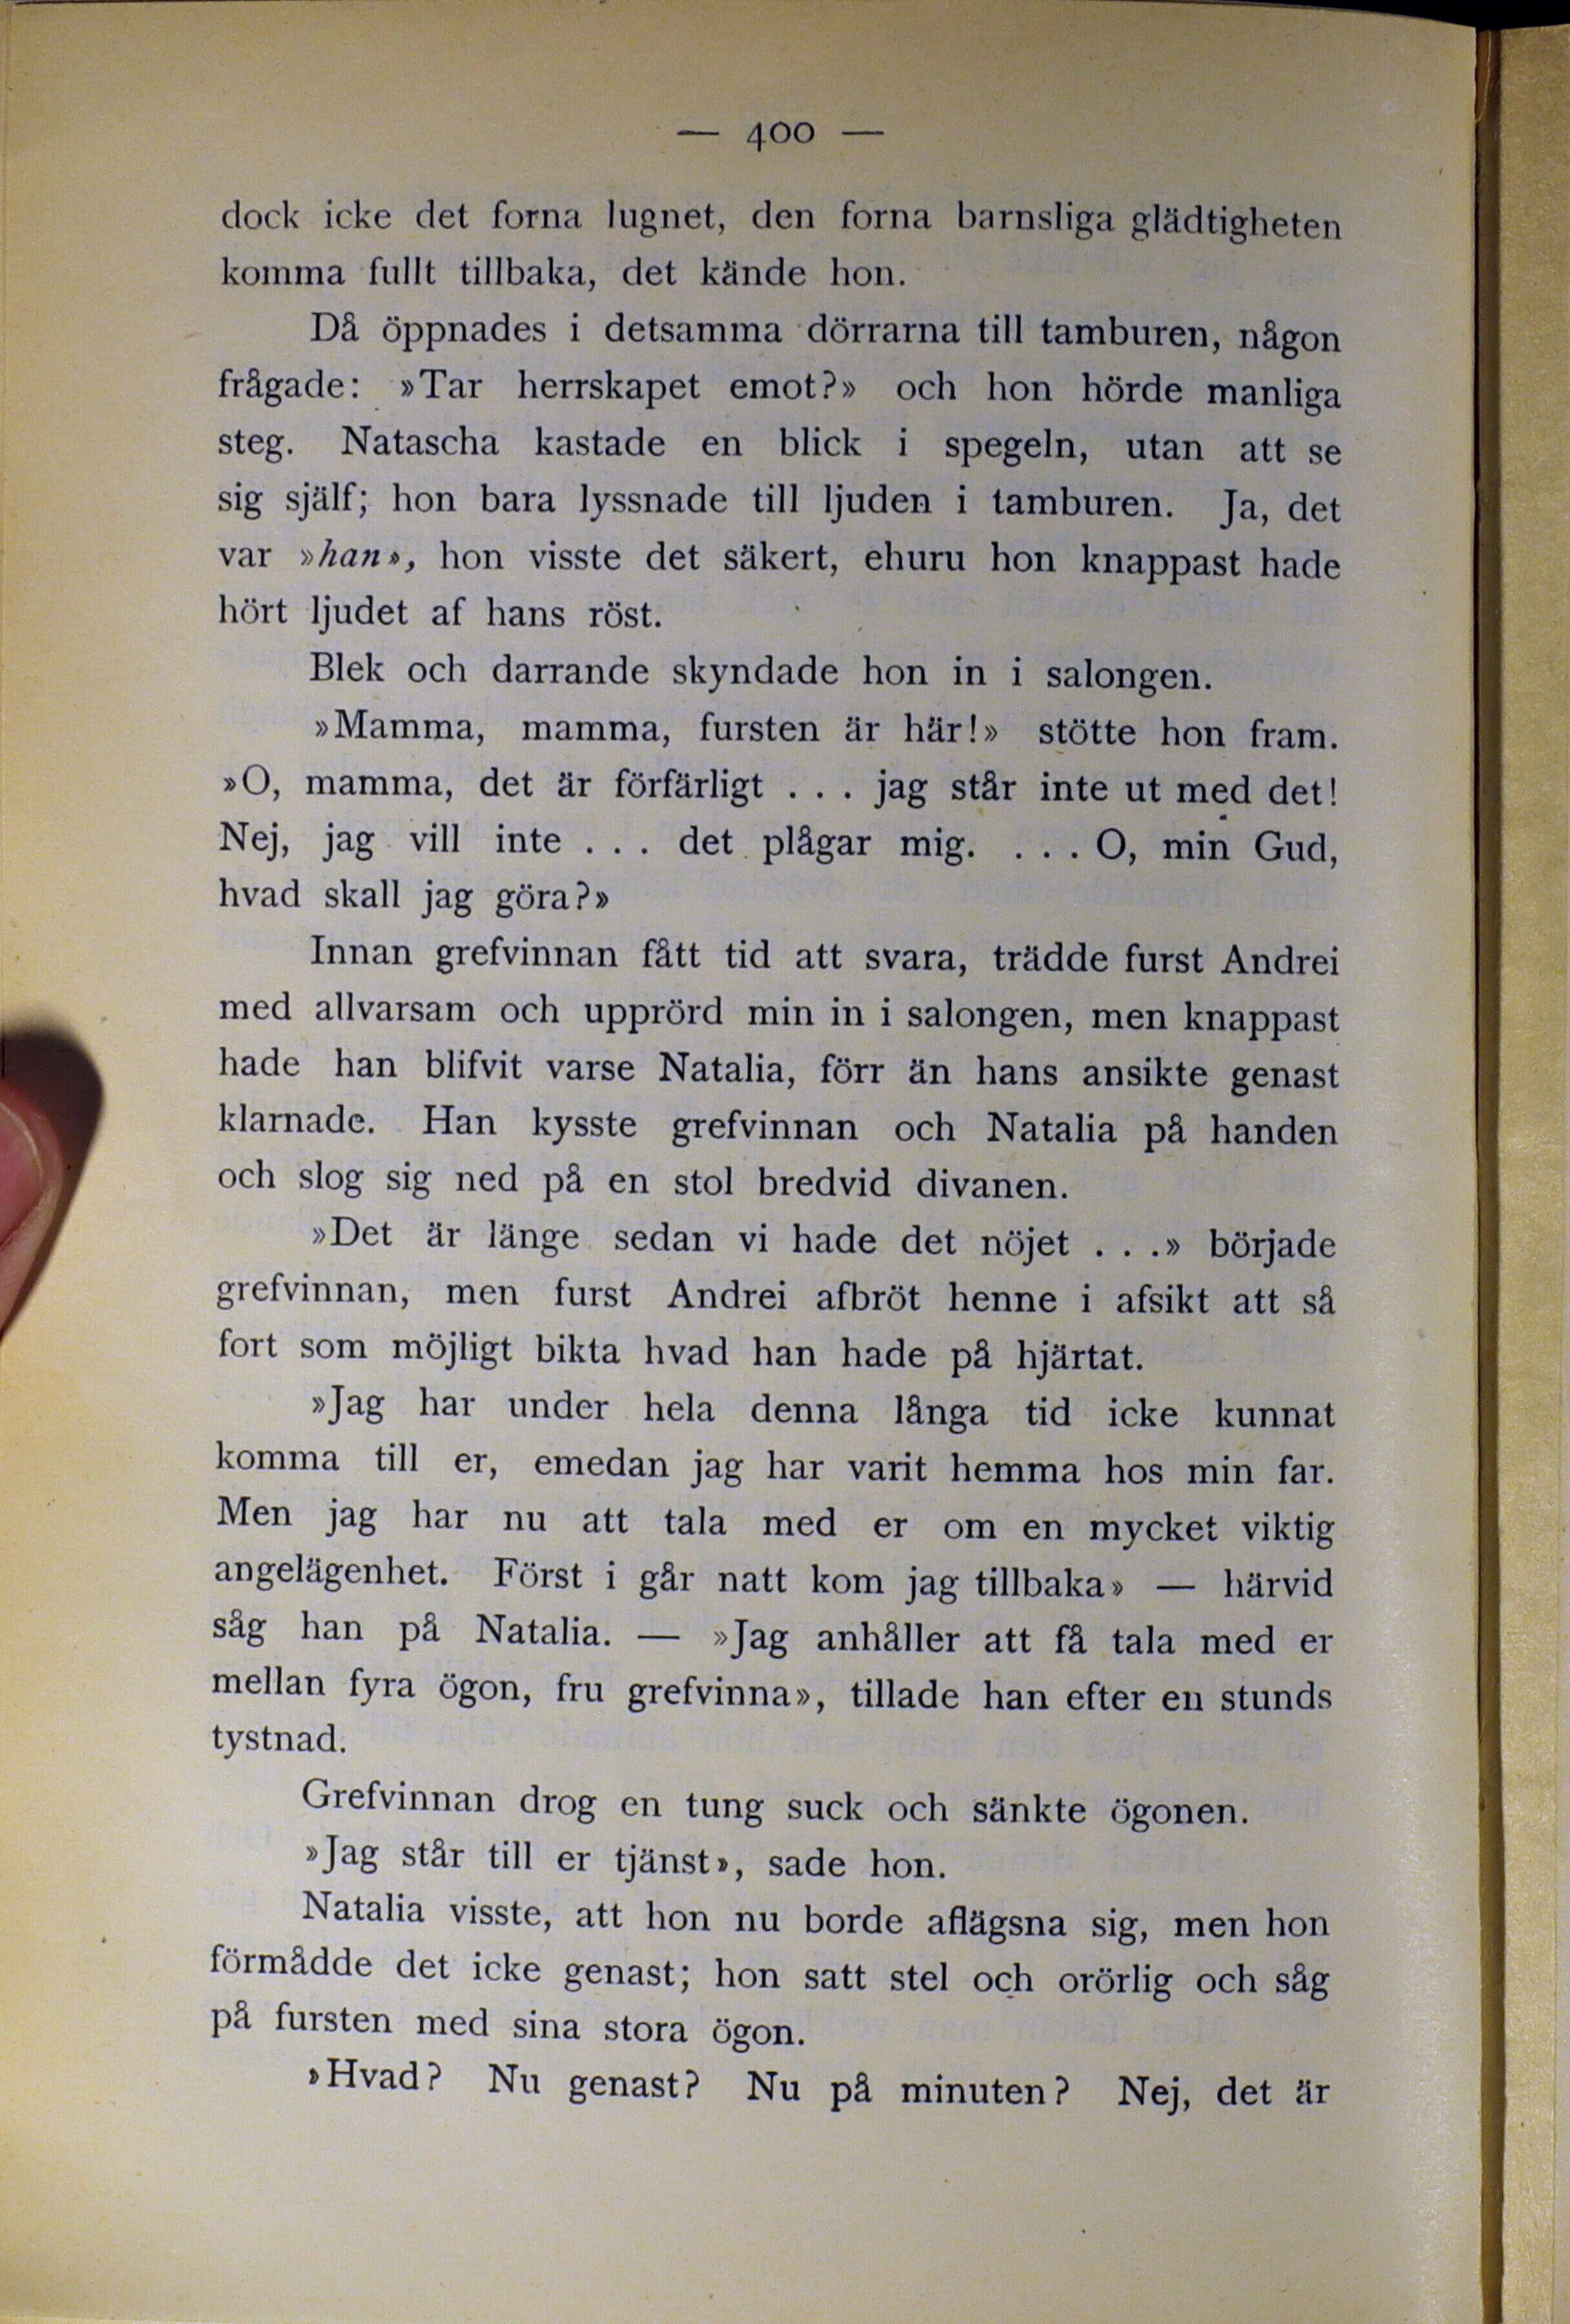 — 400 —
dock icke det forna lugnet, den forna barnsliga glädtigheten
komma fullt tillbaka, det kände hon.
Då öppnades i detsamma dörrarna till tamburen, någon
frågade: »Tar herrskapet emot?» och hon hörde manliga
steg. Natascha kastade en blick i spegeln, utan att se
sig själf; hon bara lyssnade till ljuden i tamburen. Ja, det
var »han», hon visste det säkert, ehuru hon knappast hade
hört ljudet af hans röst.
Blek och darrande skyndade hon in i salongen.
»Mamma, mamma, fursten är här!» stötte hon fram.
»O, mamma, det är förfärligt . . . jag står inte ut med det!
Nej, jag vill inte . . . det plågar mig. . . . O, min Gud,
hvad skall jag göra?»
Innan grefvinnan fått tid att svara, trädde furst Andrei
med allvarsam och upprörd min in i salongen, men knappast
hade han blifvit varse Natalia, förr än hans ansikte genast
klarnade. Han kysste grefvinnan och Natalia på handen
och slog sig ned på en stol bredvid divanen.
»Det är länge sedan vi hade det nöjet . . .» började
grefvinnan, men furst Andrei afbröt henne i afsikt att så
fort som möjligt bikta hvad han hade på hjärtat.
»Jag har under hela denna långa tid icke kunnat
komma till er, emedan jag har varit hemma hos min far.
Men jag har nu att tala med er om en mycket viktig
angelägenhet. Först i går natt kom jag tillbaka» — härvid
såg han på Natalia. — »Jag anhåller att få tala med er
mellan fyra ögon, fru grefvinna», tillade han efter en stunds
tystnad.
Grefvinnan drog en tung suck och sänkte ögonen.
»Jag står till er tjänst», sade hon.
Natalia visste, att hon nu borde aflägsna sig, men hon
förmådde det icke genast; hon satt stel och orörlig och såg
på fursten med sina stora ögon.
»Hvad? Nu genast? Nu på minuten? Nej, det är